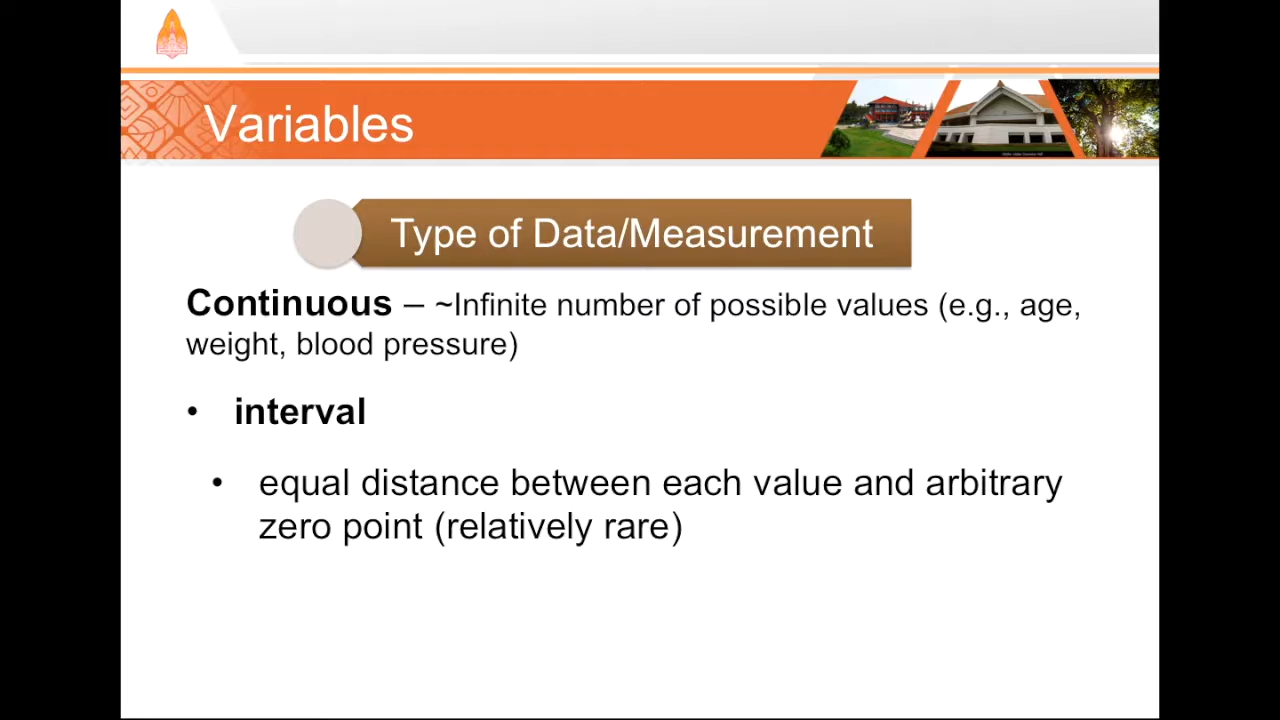 Variables
Type of Data/Measurement
Continuous – ~Infinite number of possible values (e.g., age,
weight, blood pressure)
• interval
• equal distance between each value and arbitrary
zero point (relatively rare)